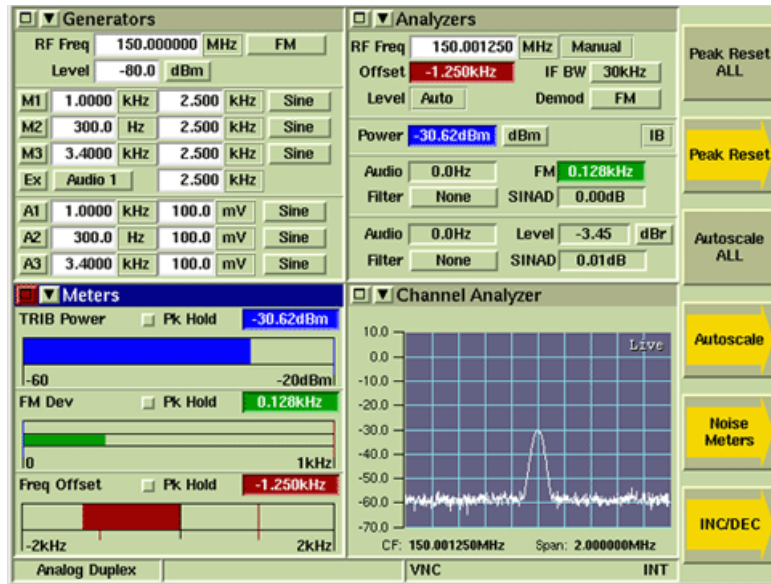 Generators
RF Freq 150.000000 MHz FM
Level -80.0 dBm
M1 1.0000 kHz 2.500 kHz Sine
M2 300.0 Hz 2.500 kHz Sine
M3 3.4000 kHz 2.500 kHz Sine
Ex Audio 1 2.500 kHz
A1 1.0000 kHz 100.0 mV Sine
A2 300.0 Hz 100.0 mV Sine
A3 3.4000 kHz 100.0 mV Sine
Analyzers
RF Freq 150.001250 MHz Manual
Offset -1.250kHz IF BW 30kHz
Level Auto Demod FM
Power -30.62dBm dBm IB
Audio 0.0Hz FM 0.128kHz
Filter None SINAD 0.00dB
Audio 0.0Hz Level -3.45 dBr
Filter None SINAD 0.01dB
Meters
TRIB Power Pk Hold -30.62dBm
-60 -20dBm
FM Dev Pk Hold 0.128kHz
0 1kHz
Freq Offset Pk Hold -1.250kHz
-2kHz 2kHz
Channel Analyzer
Live
10.0
0.0
-10.0
-20.0
-30.0
-40.0
-50.0
-60.0
-70.0
CF: 150.001250MHz Span: 2.000000MHz
Peak Reset
ALL
Peak Reset
Autoscale
ALL
Autoscale
Noise
Meters
INC/DEC
Analog Duplex VNC INT